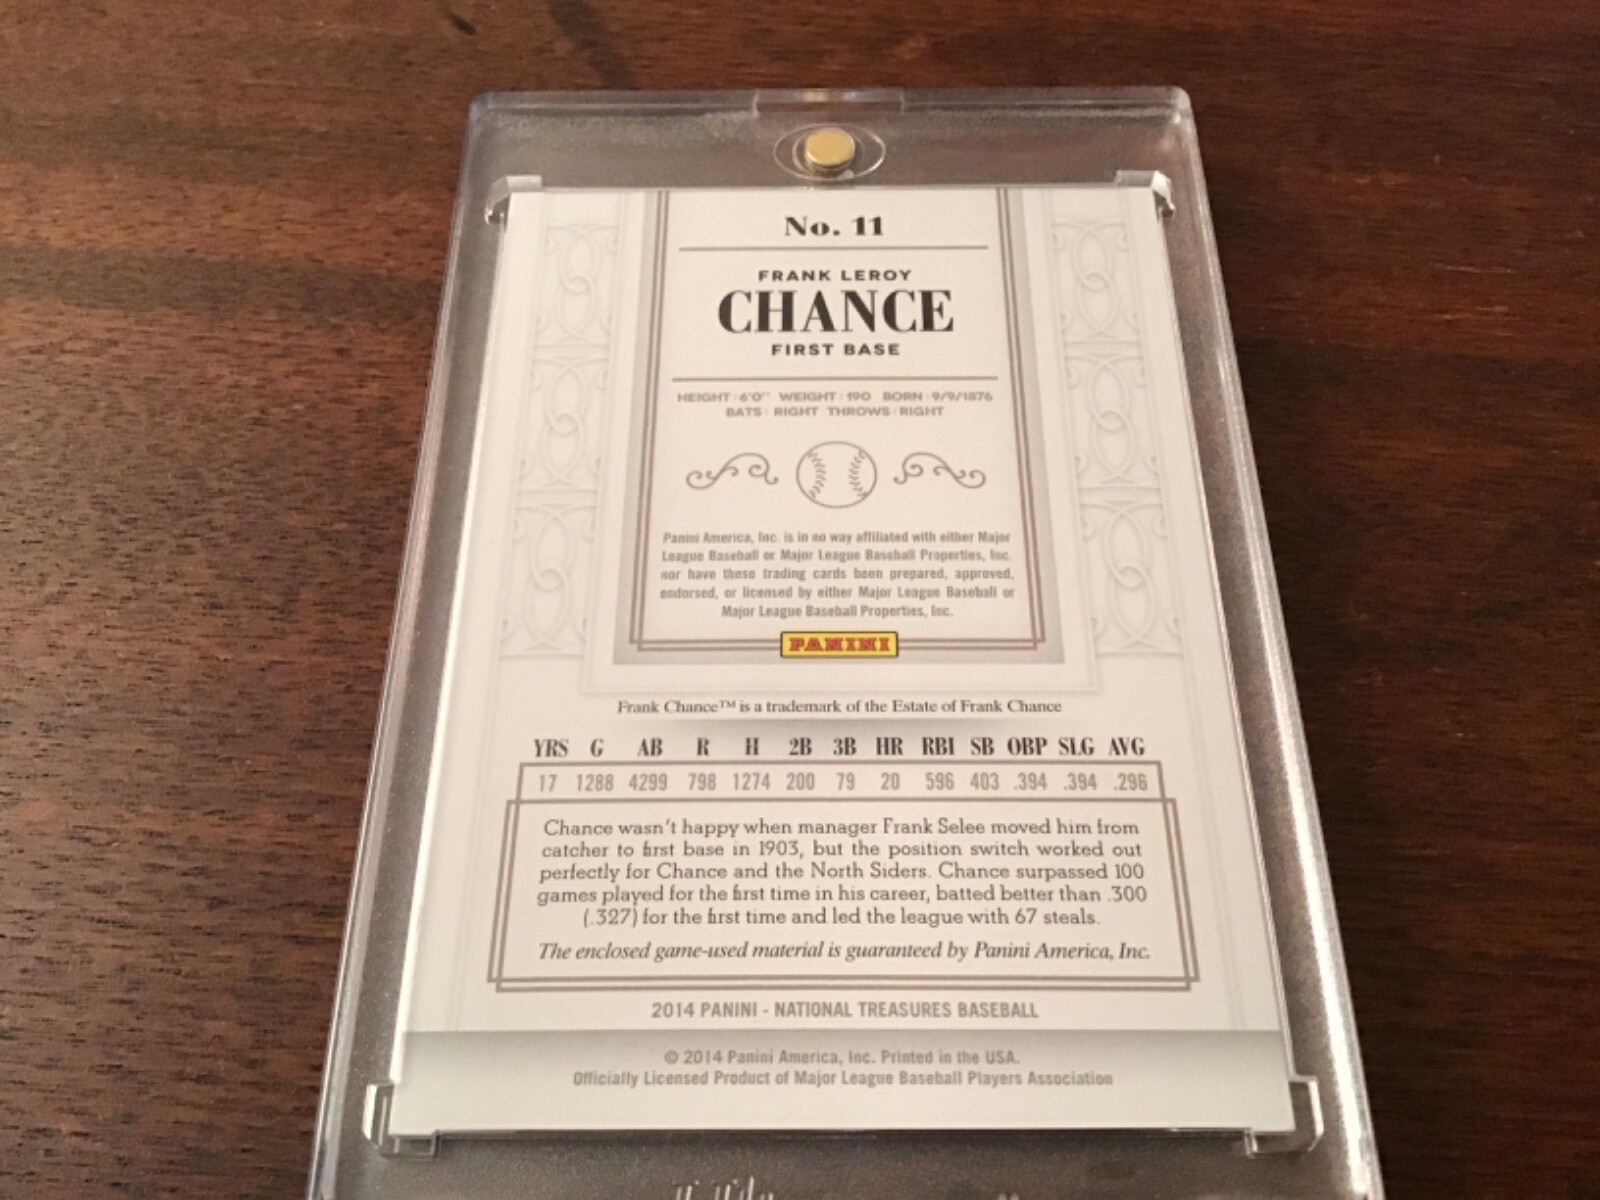 No. 11
FRANK LEROY
CHANCE
FIRST BASE
HEIGHT : 6'0" WEIGHT : 190 BORN : 9/9/1876
BATS : RIGHT THROWS : RIGHT
Panini America, Inc. is in no way affiliated with either Major
League Baseball or Major League Baseball Properties, Inc.
nor have these trading cards been prepared, approved,
endorsed, or licensed by either Major League Baseball or
Major League Baseball Properties, Inc.
PANINI
Frank Chance™ is a trademark of the Estate of Frank Chance
YRS G AB R H 2B 3B HR RBI SB OBP SLG AVG
17 1288 4299 798 1274 200 79 20 596 403 .394 .394 .296
Chance wasn't happy when manager Frank Selee moved him from
catcher to first base in 1903, but the position switch worked out
perfectly for Chance and the North Siders. Chance surpassed 100
games played for the first time in his career, batted better than .300
(.327) for the first time and led the league with 67 steals.
The enclosed game-used material is guaranteed by Panini America, Inc.
2014 PANINI - NATIONAL TREASURES BASEBALL
© 2014 Panini America, Inc. Printed in the USA.
Officially Licensed Product of Major League Baseball Players Association